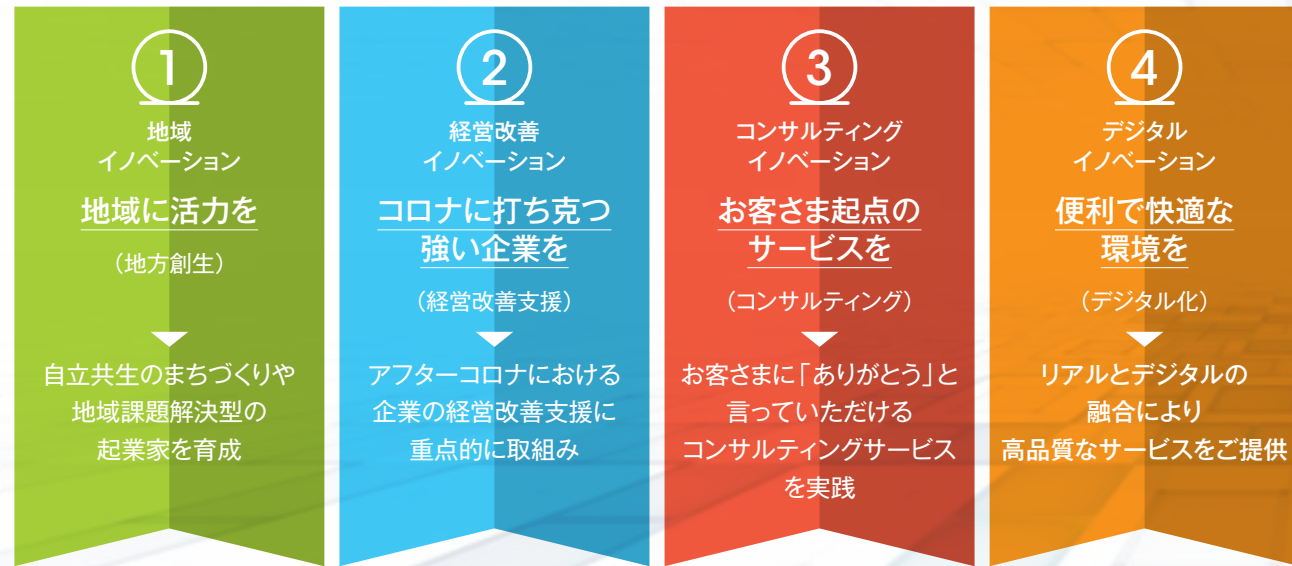 1
地域
イノベーション
地域に活力を
（地方創生）
自立共生のまちづくりや
地域課題解決型の
起業家を育成
2
経営改善
イノベーション
コロナに打ち克つ
強い企業を
（経営改善支援）
アフターコロナにおける
企業の経営改善支援に
重点的に取組み
3
コンサルティング
イノベーション
お客さま起点の
サービスを
（コンサルティング）
お客さまに「ありがとう」と
言っていただける
コンサルティングサービス
を実践
4
デジタル
イノベーション
便利で快適な
環境を
（デジタル化）
リアルとデジタルの
融合により
高品質なサービスをご提供